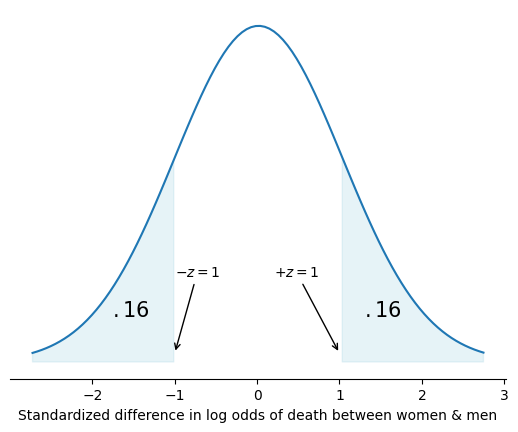 −z = 1
+z = 1
.16
.16
−2 −1 0 1 2 3
Standardized difference in log odds of death between women & men